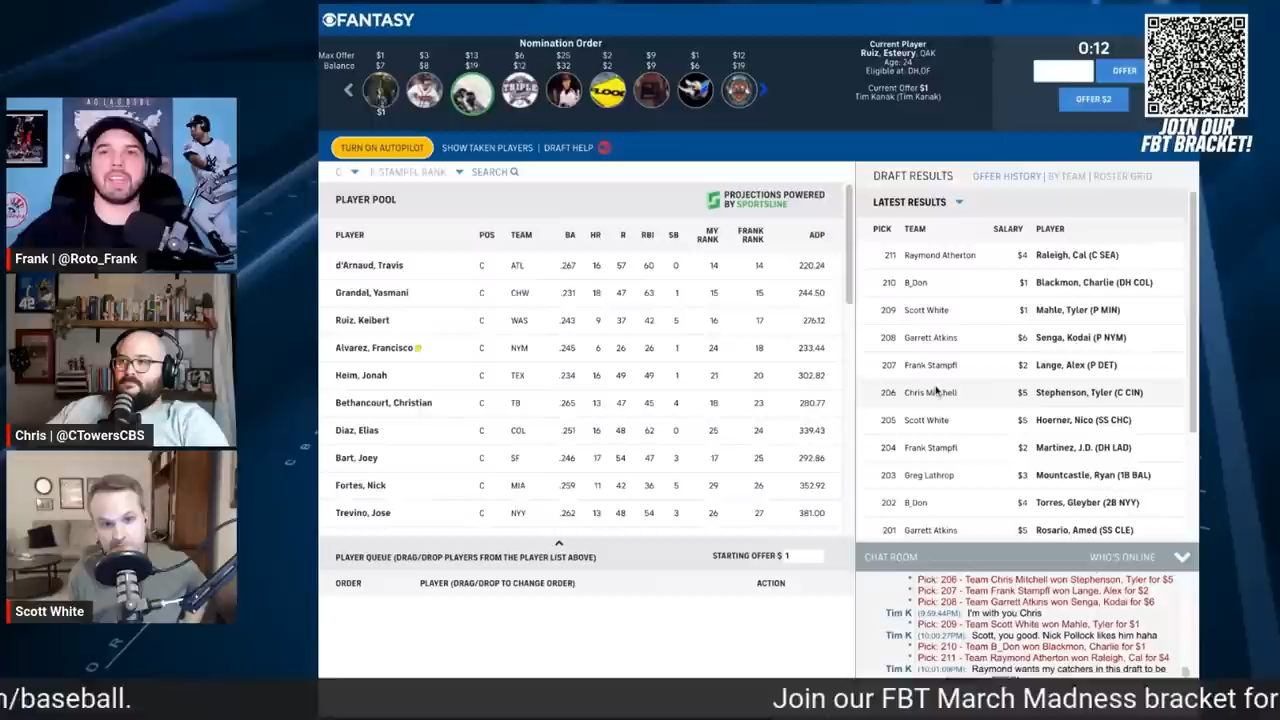 FANTASY
Nomination Order
Max Offer $1 $3 $13 $6 $25 $2 $9 $1 $12
Balance $7 $8 $19 $12 $32 $2 $9 $6 $19
$1
Current Player
Ruiz, Esteury, OAK
Age: 24
Eligible at: DH,OF
Current Offer $1
Tim Kanak (Tim Kanak)
0:12
OFFER
OFFER $2
JOIN OUR
FBT BRACKET!
TURN ON AUTOPILOT
SHOW TAKEN PLAYERS | DRAFT HELP
C F. STAMPFL RANK SEARCH
PLAYER POOL
PROJECTIONS POWERED
BY SPORTSLINE
PLAYER POS TEAM BA HR R RBI SB MY RANK FRANK RANK ADP
d'Arnaud, Travis C ATL .267 16 57 60 0 14 14 220.24
Grandal, Yasmani C CHW .231 18 47 63 1 15 15 244.50
Ruiz, Keibert C WAS .243 9 37 42 5 16 17 276.12
Alvarez, Francisco C NYM .245 6 26 26 1 24 18 233.44
Heim, Jonah C TEX .234 16 49 49 1 21 20 302.82
Bethancourt, Christian C TB .265 13 47 45 4 18 23 280.77
Diaz, Elias C COL .251 16 48 62 0 25 24 339.43
Bart, Joey C SF .246 17 54 47 3 17 25 292.86
Fortes, Nick C MIA .259 11 42 36 5 29 26 352.92
Trevino, Jose C NYY .262 13 48 54 3 26 27 381.00
PLAYER QUEUE (DRAG/DROP PLAYERS FROM THE PLAYER LIST ABOVE)
STARTING OFFER $ 1
ORDER PLAYER (DRAG/DROP TO CHANGE ORDER) ACTION
DRAFT RESULTS
OFFER HISTORY | BY TEAM | ROSTER GRID
LATEST RESULTS
PICK TEAM SALARY PLAYER
211 Raymond Atherton $4 Raleigh, Cal (C SEA)
210 B_Don $1 Blackmon, Charlie (DH COL)
209 Scott White $1 Mahle, Tyler (P MIN)
208 Garrett Atkins $6 Senga, Kodai (P NYM)
207 Frank Stampfl $2 Lange, Alex (P DET)
206 Chris Mitchell $5 Stephenson, Tyler (C CIN)
205 Scott White $5 Hoerner, Nico (SS CHC)
204 Frank Stampfl $2 Martinez, J.D. (DH LAD)
203 Greg Lathrop $3 Mountcastle, Ryan (1B BAL)
202 B_Don $4 Torres, Gleyber (2B NYY)
201 Garrett Atkins $5 Rosario, Amed (SS CLE)
CHAT ROOM
WHO'S ONLINE
* Pick: 206 - Team Chris Mitchell won Stephenson, Tyler for $5
* Pick: 207 - Team Frank Stampfl won Lange, Alex for $2
* Pick: 208 - Team Garrett Atkins won Senga, Kodai for $6
Tim K (9:59:44PM) I'm with you Chris
* Pick: 209 - Team Scott White won Mahle, Tyler for $1
Tim K (10:00:27PM) Scott, you good. Nick Pollock likes him haha
* Pick: 210 - Team B_Don won Blackmon, Charlie for $1
* Pick: 211 - Team Raymond Atherton won Raleigh, Cal for $4
Tim K (10:01:08PM) Raymond wants my catchers in this draft to be
Frank | @Roto_Frank
Chris | @CTowersCBS
Scott White
n/baseball.
Join our FBT March Madness bracket for